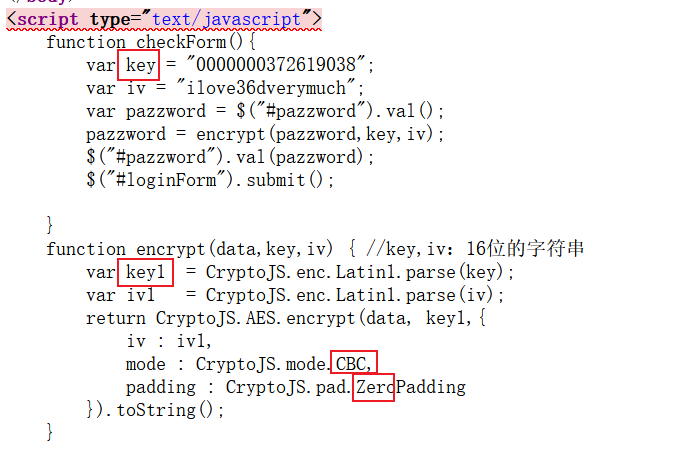 </body>
<script type="text/javascript">
function checkForm(){
var key = "0000000372619038";
var iv = "ilove36dverymuch";
var pazzword = $("#pazzword").val();
pazzword = encrypt(pazzword,key,iv);
$("#pazzword").val(pazzword);
$("#loginForm").submit();
}
function encrypt(data,key,iv) { //key,iv：16位的字符串
var key1  = CryptoJS.enc.Latin1.parse(key);
var iv1   = CryptoJS.enc.Latin1.parse(iv);
return CryptoJS.AES.encrypt(data, key1,{
iv : iv1,
mode : CryptoJS.mode.CBC,
padding : CryptoJS.pad.ZeroPadding
}).toString();
}